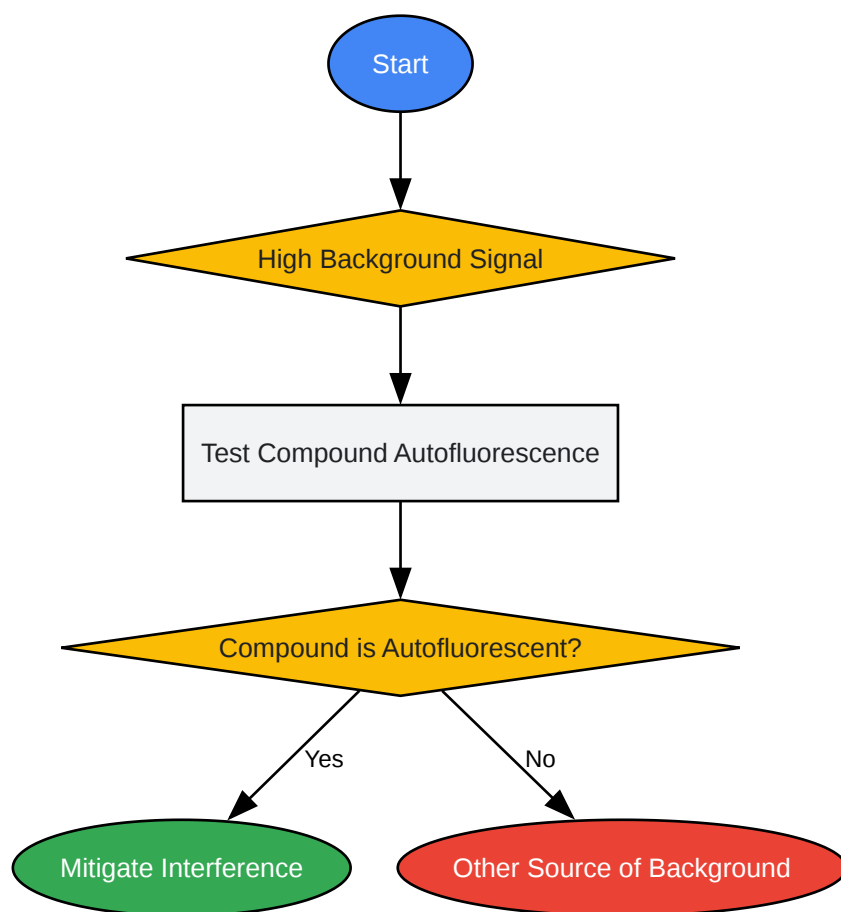 Start
High Background Signal
Test Compound Autofluorescence
Compound is Autofluorescent?
Yes
No
Mitigate Interference
Other Source of Background